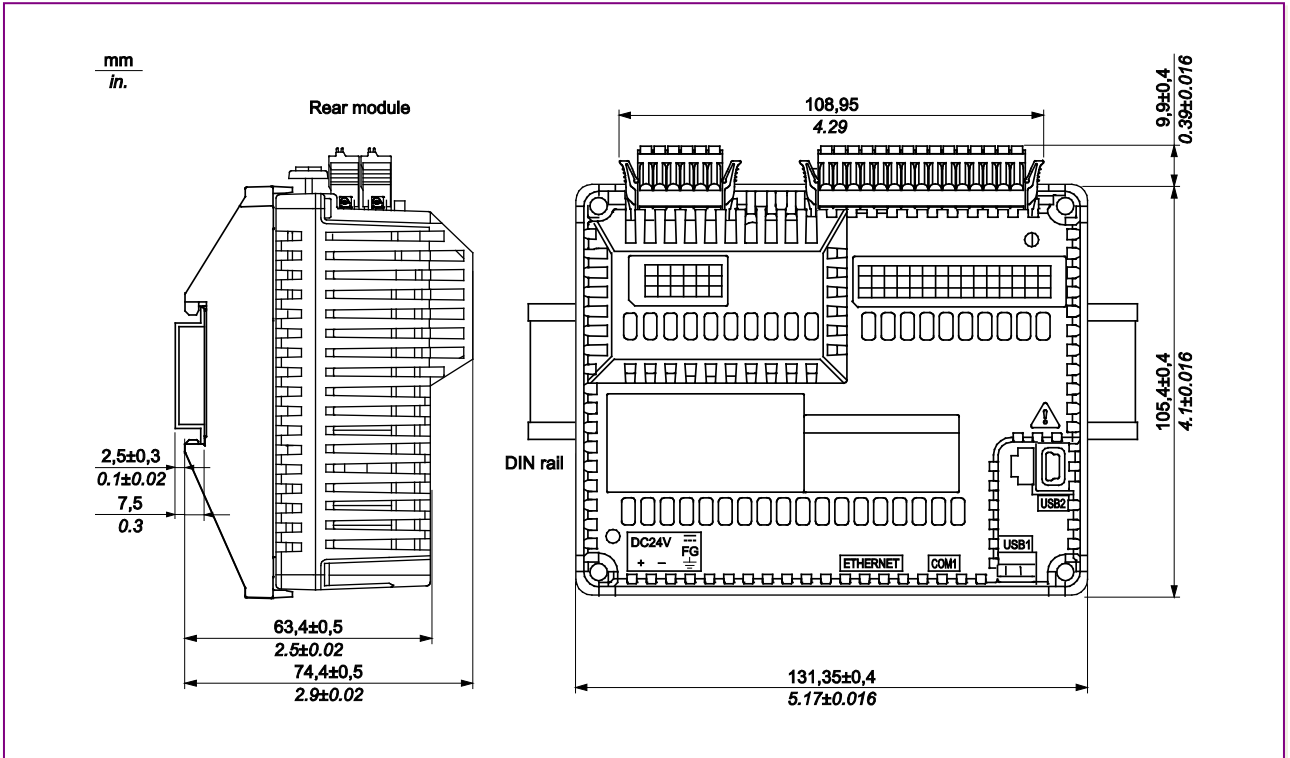 mm
in.
Rear module
108,95
4.29
9,9±0,4
0.39±0.016
105,4±0,4
4.1±0.016
2,5±0,3
0.1±0.02
7,5
0.3
DIN rail
USB2
DC24V
FG
+ −
USB1
ETHERNET
COM1
63,4±0,5
2.5±0.02
74,4±0,5
2.9±0.02
131,35±0,4
5.17±0.016